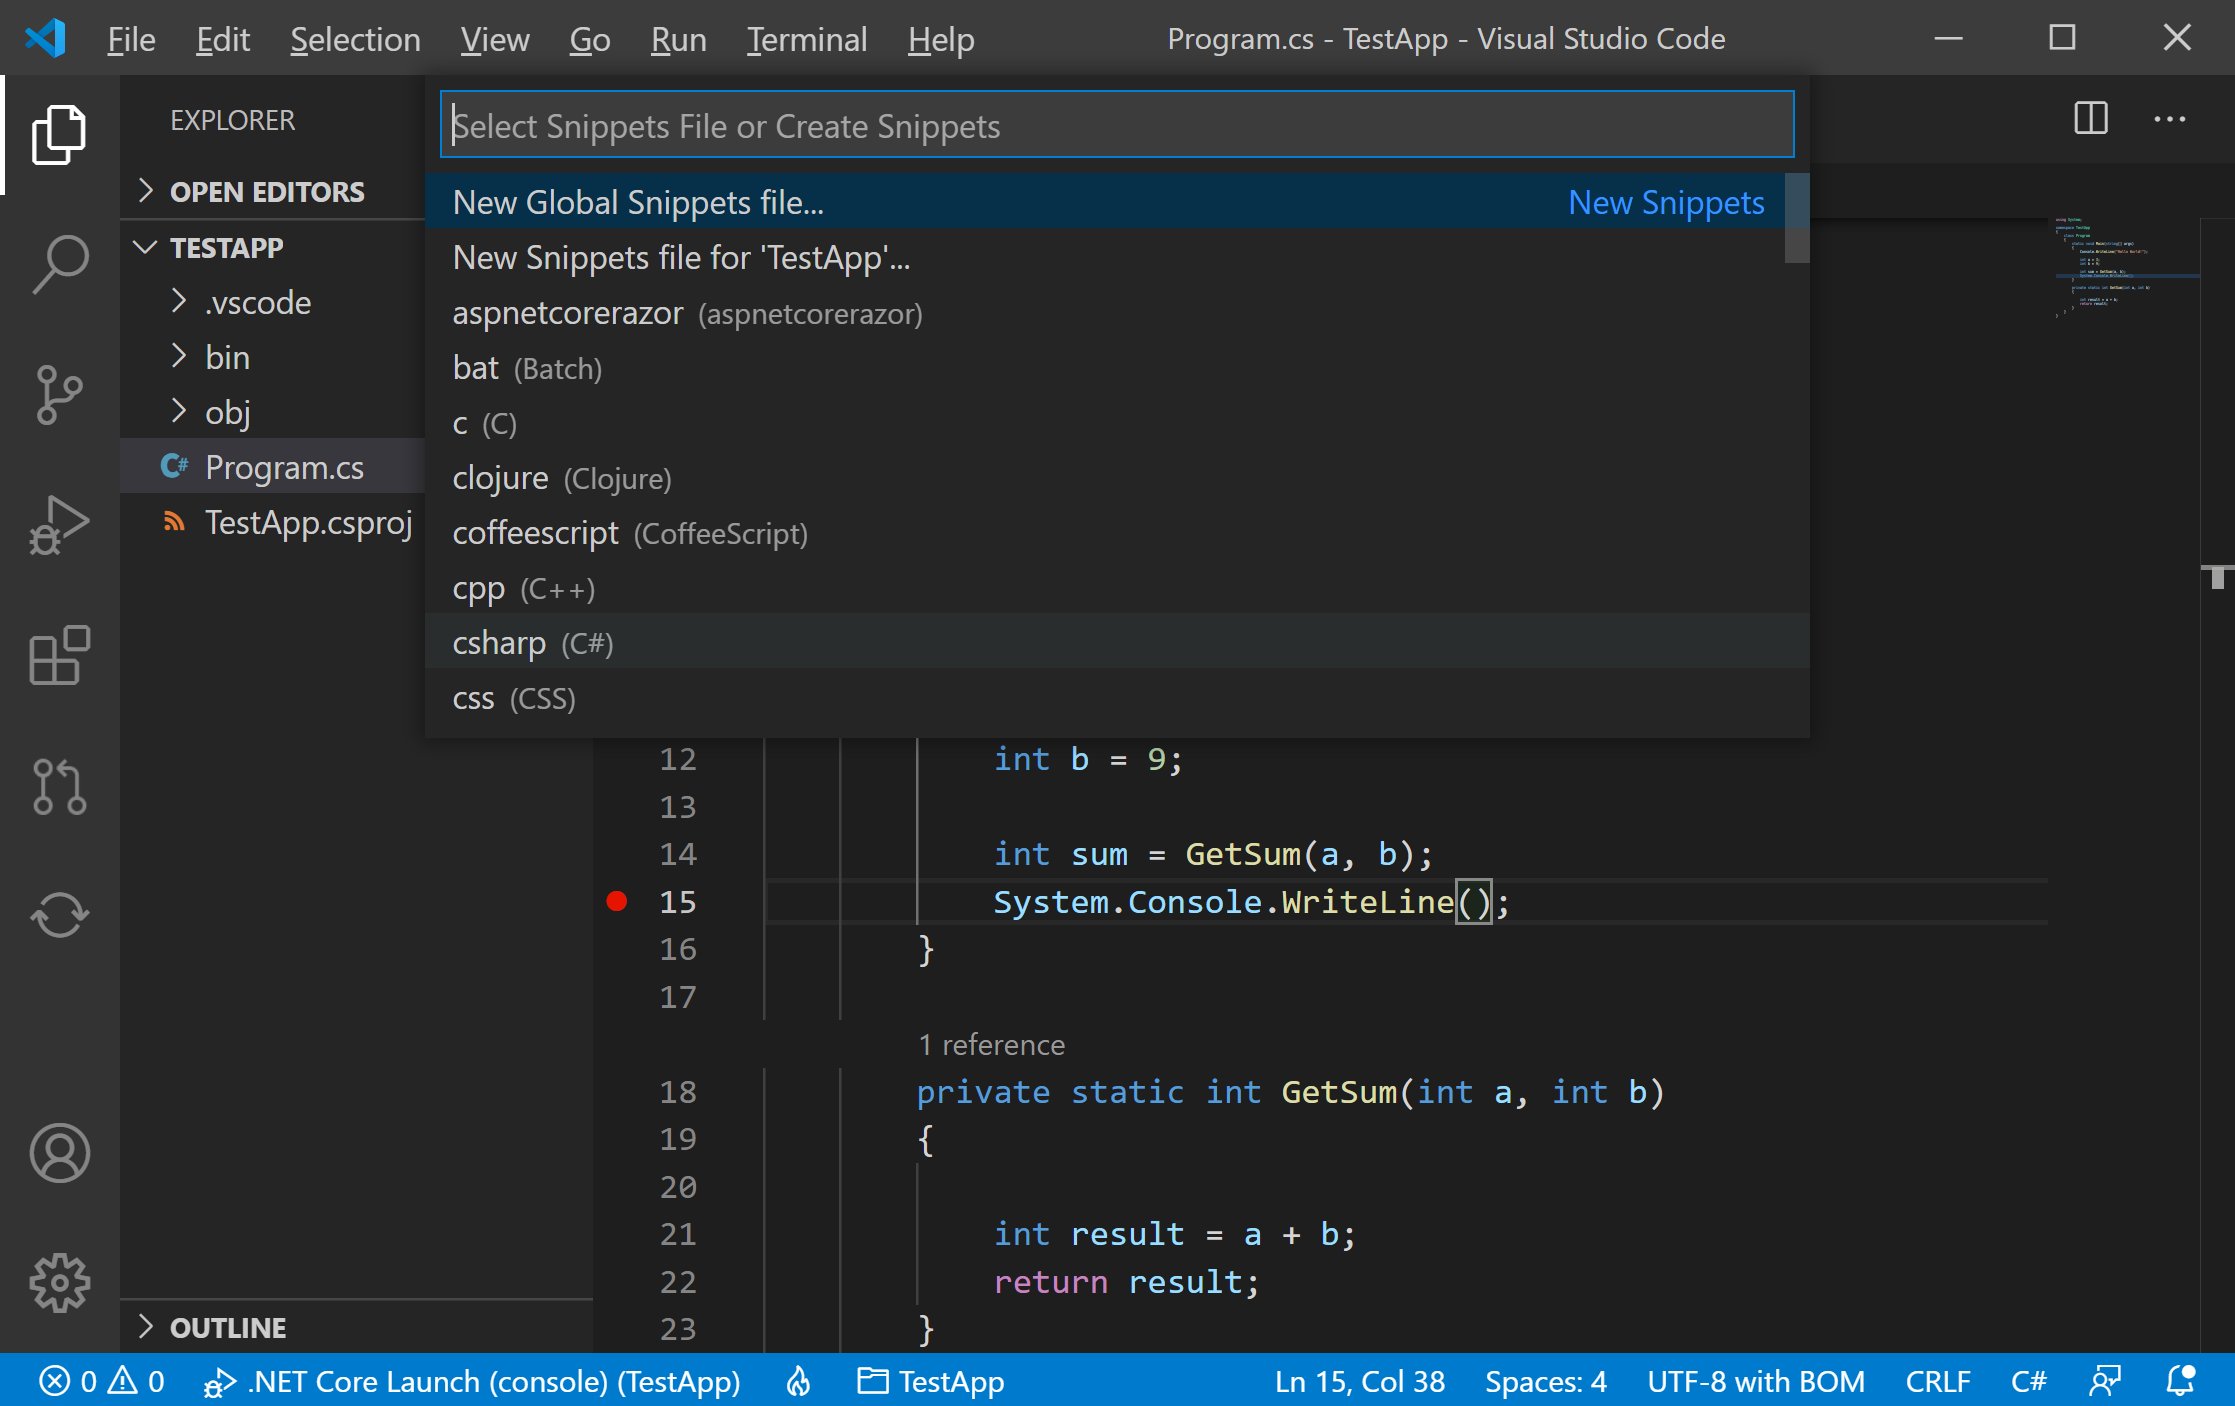 File Edit Selection View Go Run Terminal Help Program.cs - TestApp - Visual Studio Code
EXPLORER
OPEN EDITORS
TESTAPP
.vscode
bin
obj
C# Program.cs
TestApp.csproj
OUTLINE
Select Snippets File or Create Snippets
New Global Snippets file... New Snippets
New Snippets file for 'TestApp'...
aspnetcorerazor (aspnetcorerazor)
bat (Batch)
c (C)
clojure (Clojure)
coffeescript (CoffeeScript)
cpp (C++)
csharp (C#)
css (CSS)
12 int b = 9;
13
14 int sum = GetSum(a, b);
15 System.Console.WriteLine();
16 }
17
1 reference
18 private static int GetSum(int a, int b)
19 {
20
21 int result = a + b;
22 return result;
23 }
0 0 .NET Core Launch (console) (TestApp) TestApp Ln 15, Col 38 Spaces: 4 UTF-8 with BOM CRLF C#